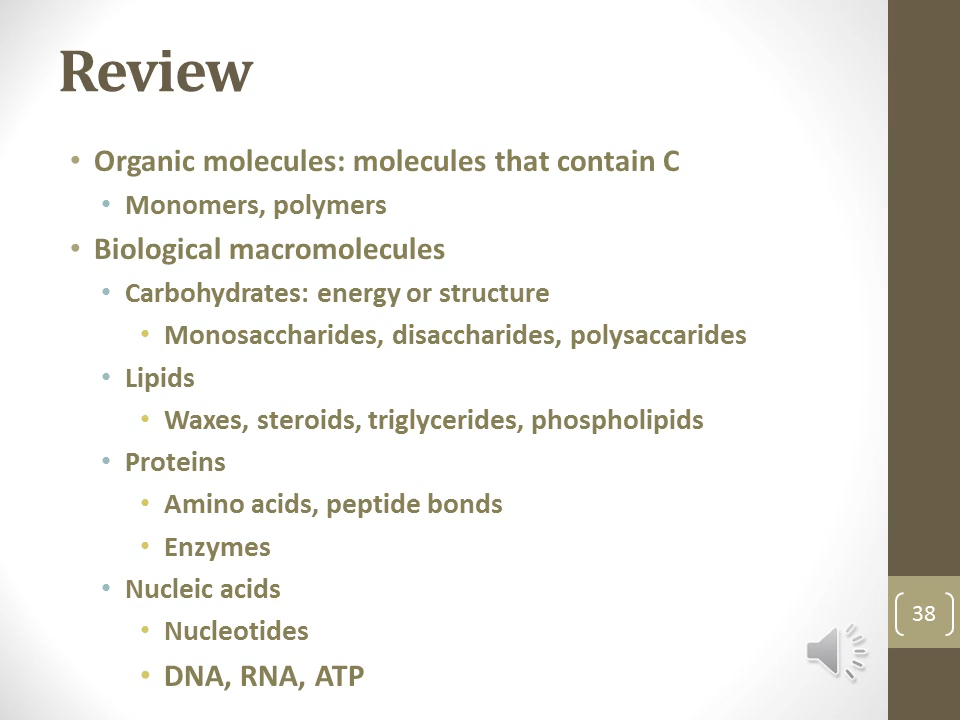 Review
• Organic molecules: molecules that contain C
• Monomers, polymers
• Biological macromolecules
• Carbohydrates: energy or structure
• Monosaccharides, disaccharides, polysaccarides
• Lipids
• Waxes, steroids, triglycerides, phospholipids
• Proteins
• Amino acids, peptide bonds
• Enzymes
• Nucleic acids
• Nucleotides
• DNA, RNA, ATP
38